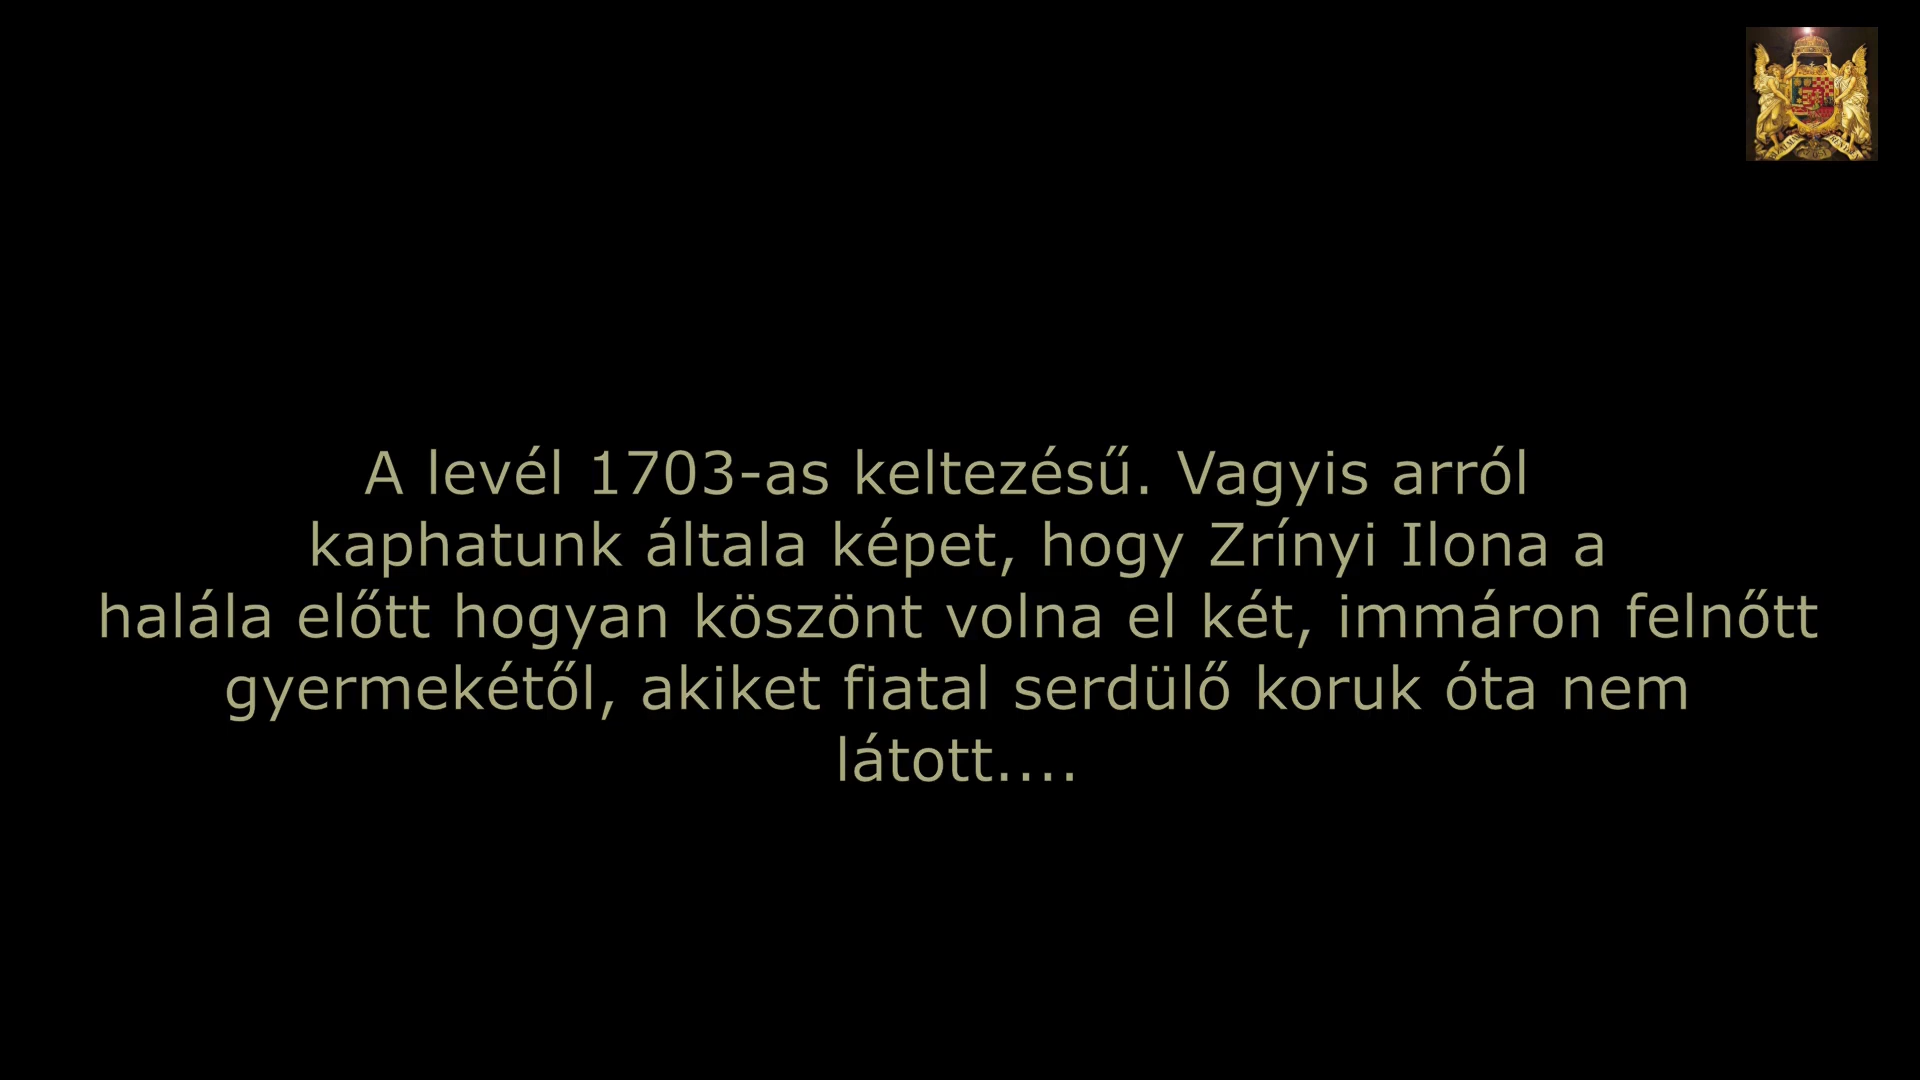 A levél 1703-as keltezésű. Vagyis arról
kaphatunk általa képet, hogy Zrínyi Ilona a
halála előtt hogyan köszönt volna el két, immáron felnőtt
gyermekétől, akiket fiatal serdülő koruk óta nem
látott....